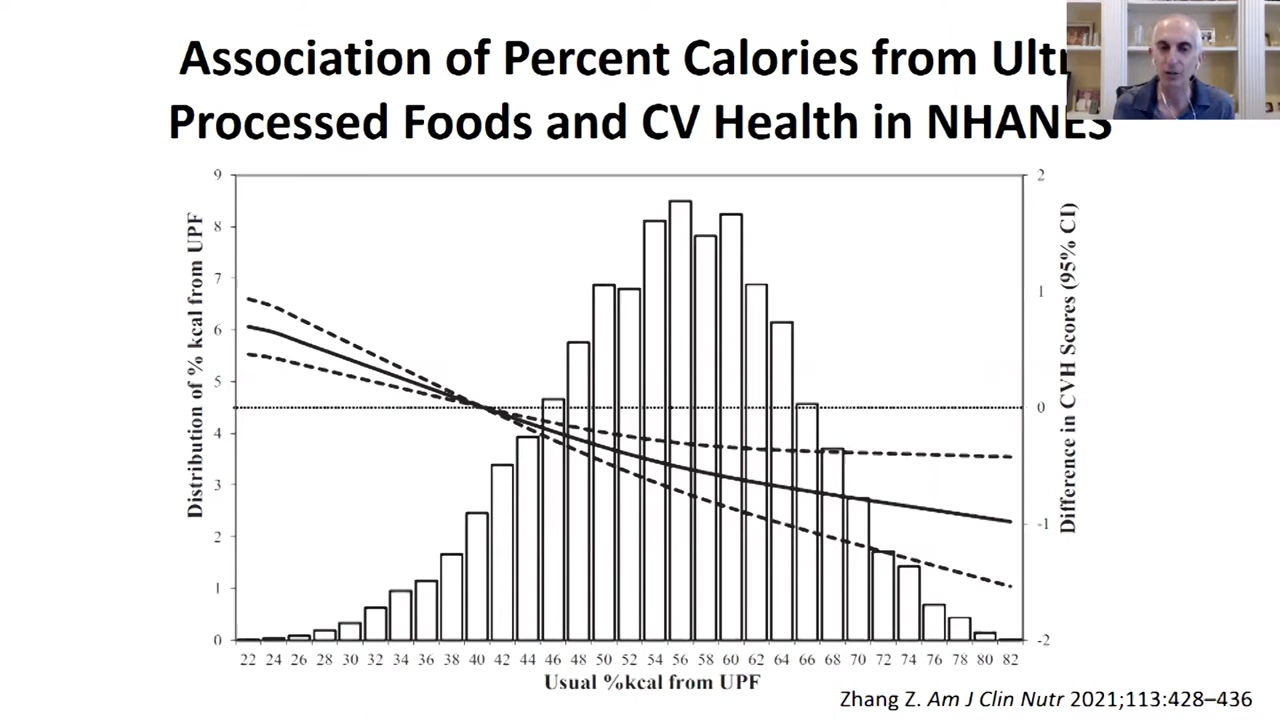 Association of Percent Calories from Ultr
Processed Foods and CV Health in NHANES
9
8
7
6
5
4
3
2
1
0
Distribution of % kcal from UPF
2
1
0
-1
-2
Difference in CVH Scores (95% CI)
22 24 26 28 30 32 34 36 38 40 42 44 46 48 50 52 54 56 58 60 62 64 66 68 70 72 74 76 78 80 82
Usual %kcal from UPF
Zhang Z. Am J Clin Nutr 2021;113:428–436